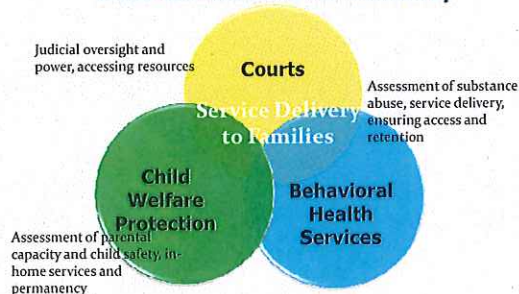 Judicial oversight and
power, accessing resources
Courts
Assessment of substance
abuse, service delivery,
ensuring access and
retention
Service Delivery
to Families
Child
Welfare
Protection
Behavioral
Health
Services
Assessment of parental
capacity and child safety, in-
home services and
permanency